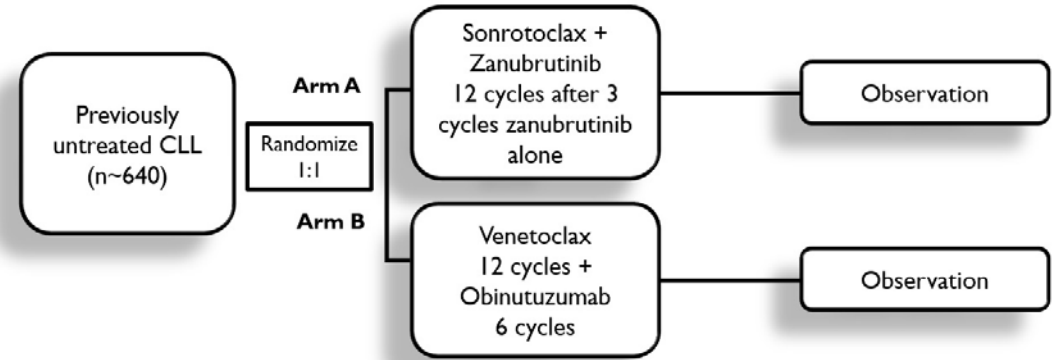 Previously
untreated CLL
(n~640)
Arm A
Randomize
1:1
Arm B
Sonrotoclax +
Zanubrutinib
12 cycles after 3
cycles zanubrutinib
alone
Observation
Venetoclax
12 cycles +
Obinutuzumab
6 cycles
Observation